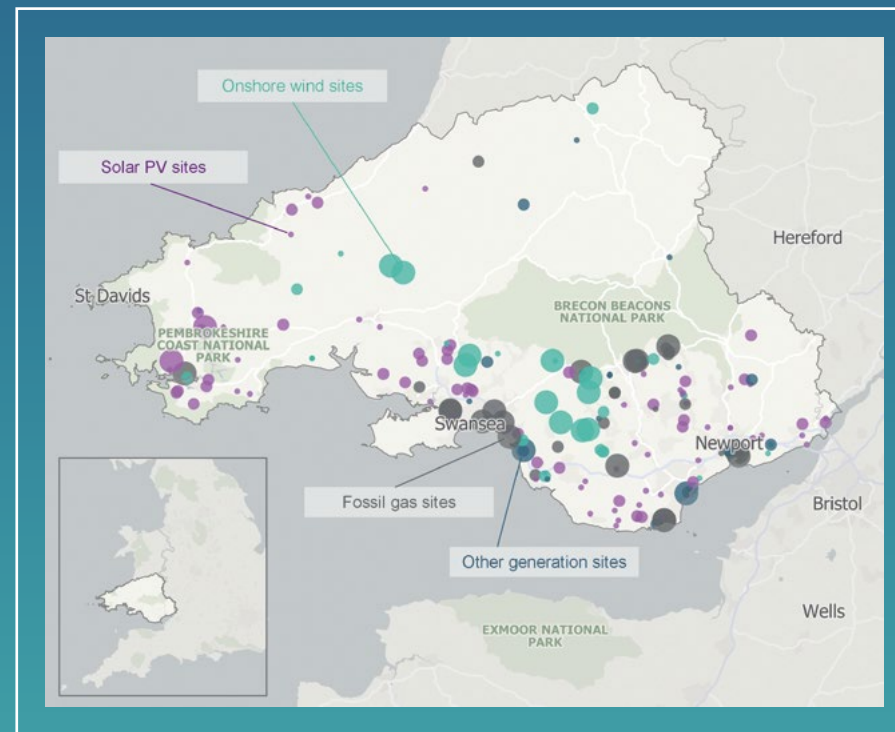 Onshore wind sites
Solar PV sites
Hereford
St Davids
BRECON BEACONS
NATIONAL PARK
PEMBROKESHIRE
COAST NATIONAL
PARK
Swansea
Newport
Fossil gas sites
Bristol
Other generation sites
Wells
EXMOOR NATIONAL
PARK